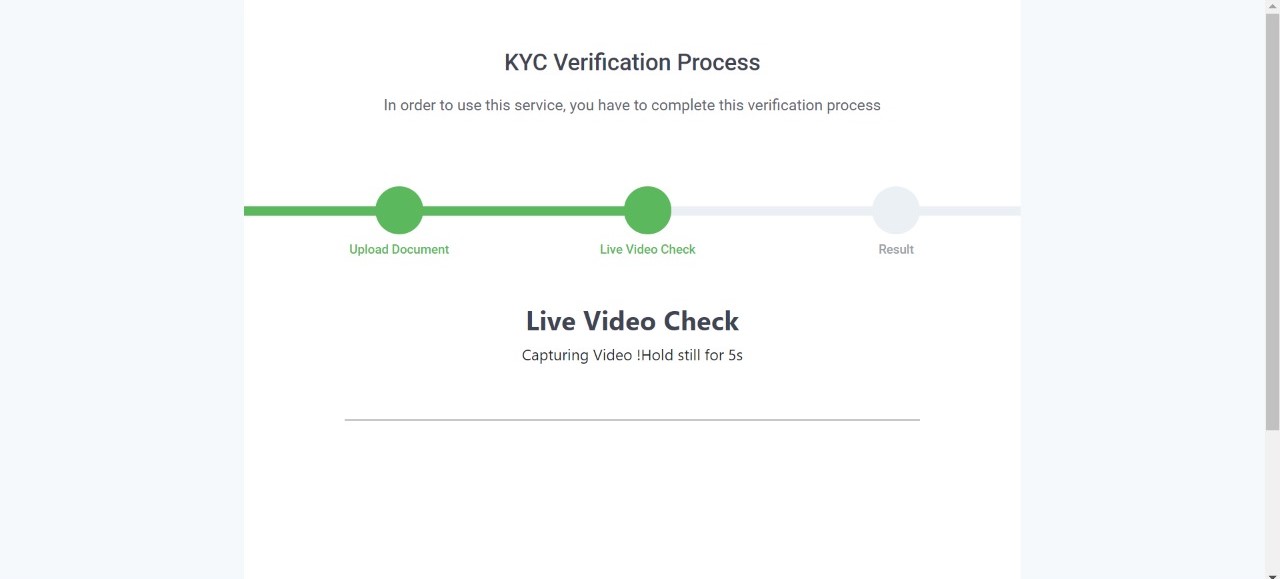 KYC Verification Process
In order to use this service, you have to complete this verification process
Upload Document
Live Video Check
Result
Live Video Check
Capturing Video !Hold still for 5s